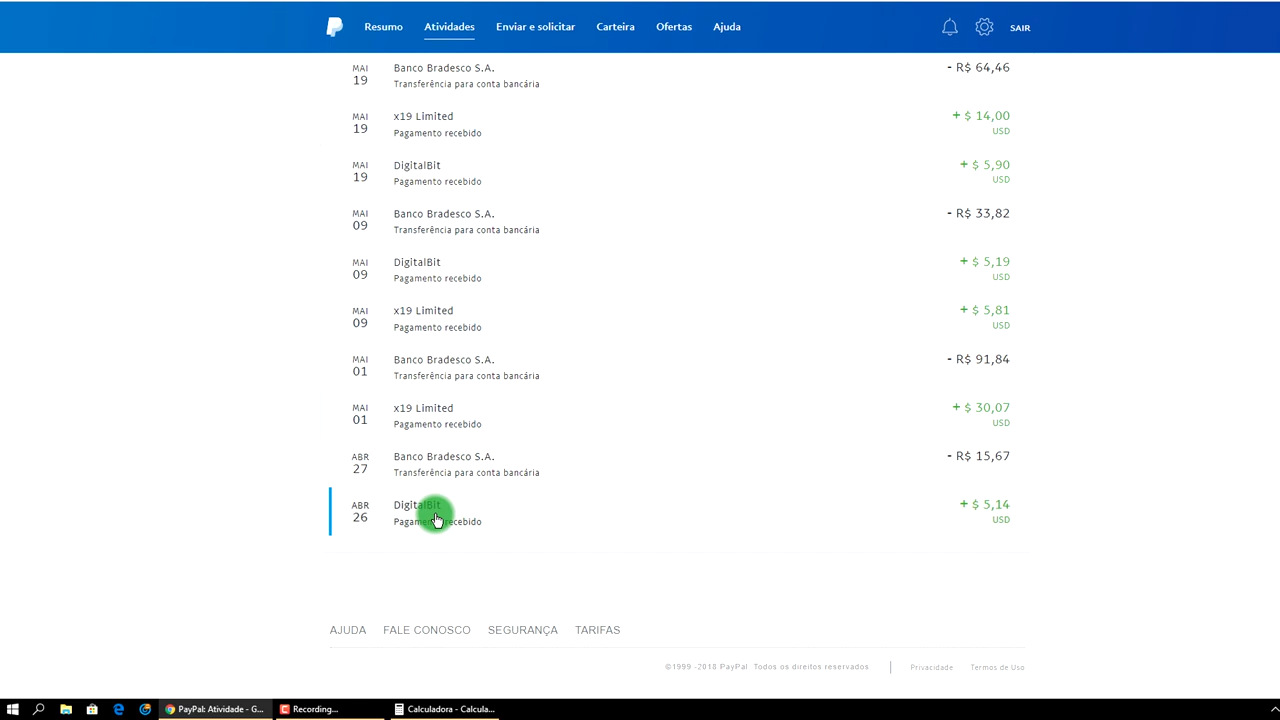 Resumo Atividades Enviar e solicitar Carteira Ofertas Ajuda SAIR
MAI 19 Banco Bradesco S.A. - R$ 64,46
Transferência para conta bancária
MAI 19 x19 Limited + $ 14,00
Pagamento recebido USD
MAI 19 DigitalBit + $ 5,90
Pagamento recebido USD
MAI 09 Banco Bradesco S.A. - R$ 33,82
Transferência para conta bancária
MAI 09 DigitalBit + $ 5,19
Pagamento recebido USD
MAI 09 x19 Limited + $ 5,81
Pagamento recebido USD
MAI 01 Banco Bradesco S.A. - R$ 91,84
Transferência para conta bancária
MAI 01 x19 Limited + $ 30,07
Pagamento recebido USD
ABR 27 Banco Bradesco S.A. - R$ 15,67
Transferência para conta bancária
ABR 26 DigitalBit + $ 5,14
Pagamento recebido USD
AJUDA FALE CONOSCO SEGURANÇA TARIFAS
©1999 -2018 PayPal Todos os direitos reservados Privacidade Termos de Uso
PayPal: Atividade - G... Recording... Calculadora - Calcula...